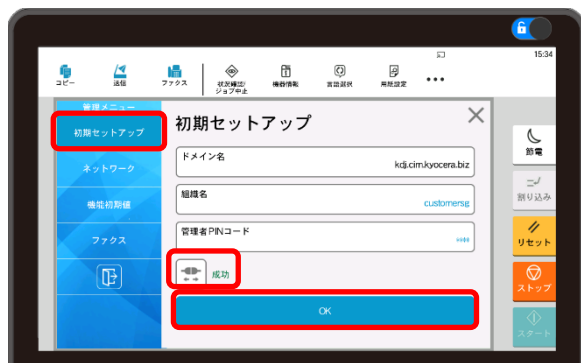 15:34
コピー
送信
ファクス
状況確認/
ジョブ中止
機器情報
言語選択
用紙設定
管理メニュー
初期セットアップ
ネットワーク
機能初期値
ファクス
初期セットアップ
ドメイン名
kdj.cim.kyocera.biz
組織名
customersg
管理者PINコード
成功
OK
節電
割り込み
リセット
ストップ
スタート